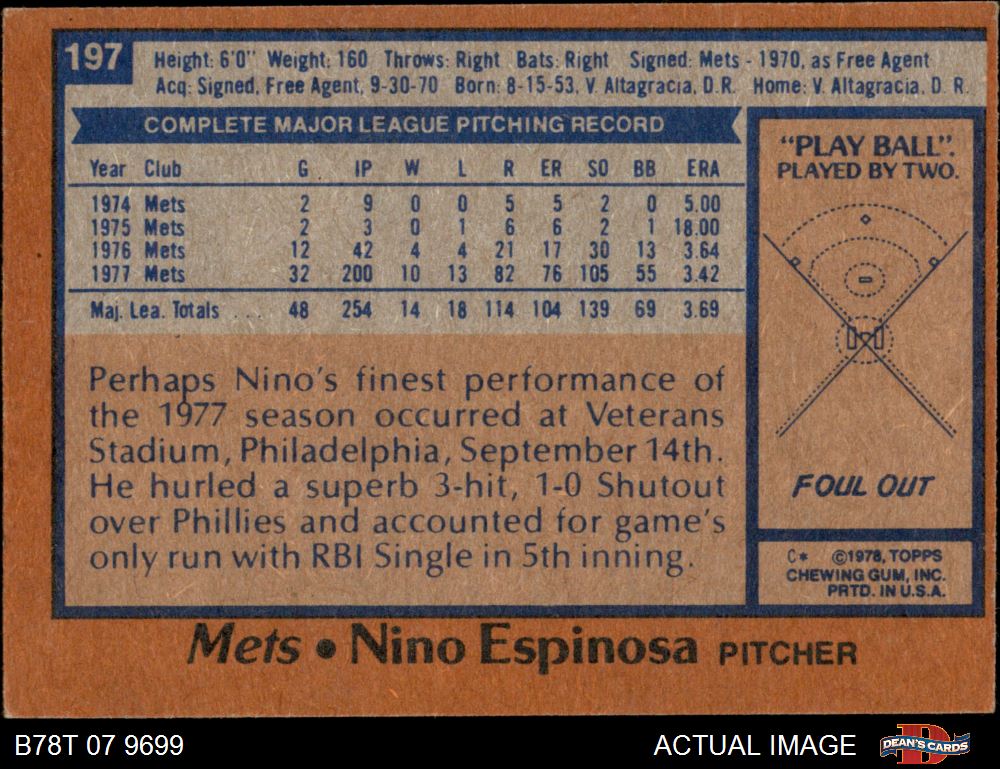 197
Height: 6'0" Weight: 160 Throws: Right Bats: Right Signed: Mets - 1970, as Free Agent
Acq: Signed, Free Agent, 9-30-70 Born: 8-15-53, V. Altagracia, D.R. Home: V. Altagracia, D. R.
COMPLETE MAJOR LEAGUE PITCHING RECORD
Year Club G IP W L R ER SO BB ERA
1974 Mets 2 9 0 0 5 5 2 0 5.00
1975 Mets 2 3 0 1 6 6 2 1 18.00
1976 Mets 12 42 4 4 21 17 30 13 3.64
1977 Mets 32 200 10 13 82 76 105 55 3.42
Maj. Lea. Totals ... 48 254 14 18 114 104 139 69 3.69
Perhaps Nino's finest performance of
the 1977 season occurred at Veterans
Stadium, Philadelphia, September 14th.
He hurled a superb 3-hit, 1-0 Shutout
over Phillies and accounted for game's
only run with RBI Single in 5th inning.
"PLAY BALL".
PLAYED BY TWO.
FOUL OUT
C* ©1978, TOPPS
CHEWING GUM, INC.
PRTD. IN U.S.A.
Mets • Nino Espinosa PITCHER
B78T 07 9699
ACTUAL IMAGE
DEAN'S CARDS